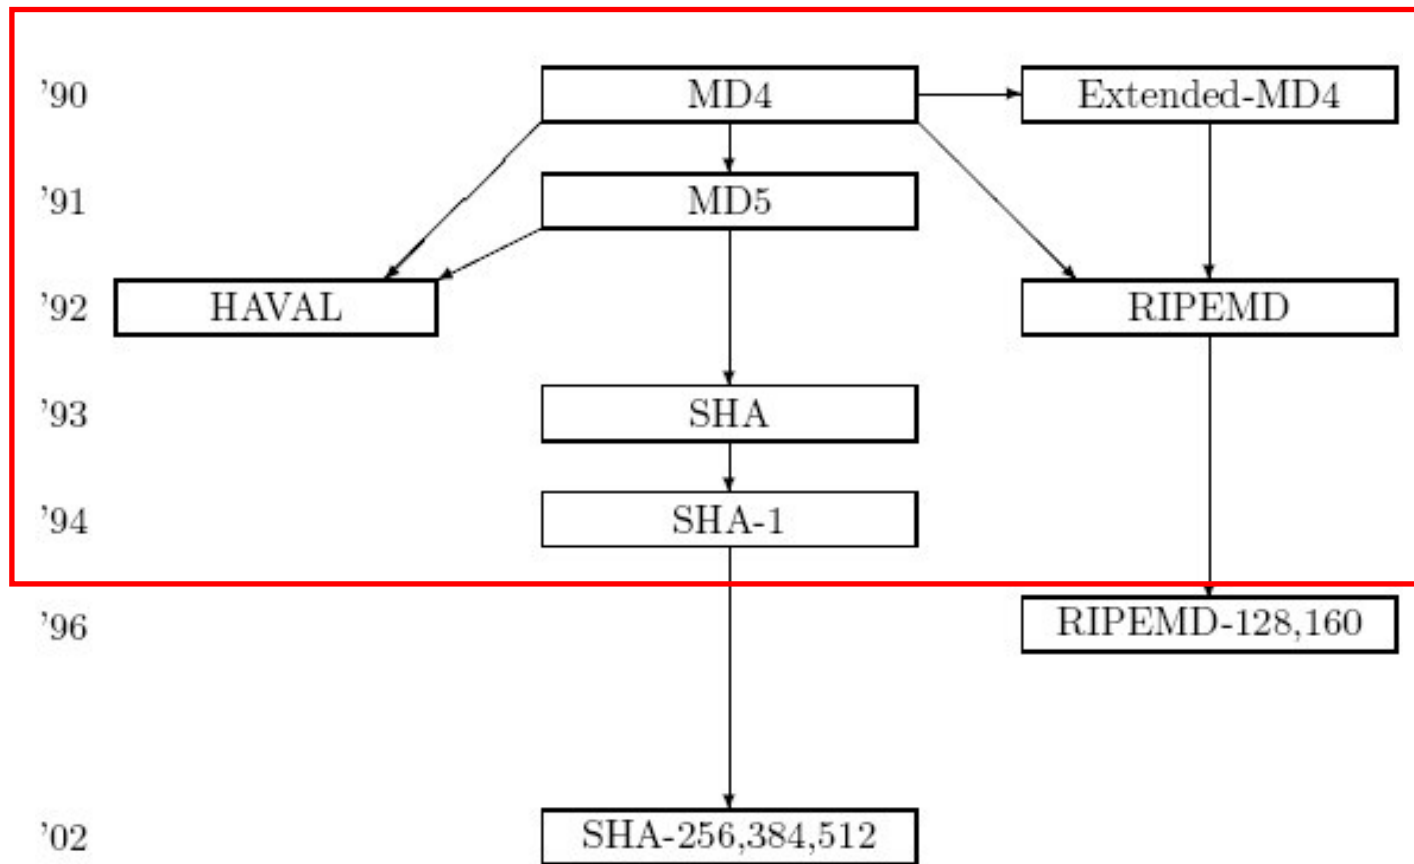 '90 MD4 Extended-MD4
'91 MD5
'92 HAVAL RIPEMD
'93 SHA
'94 SHA-1
'96 RIPEMD-128,160
'02 SHA-256,384,512